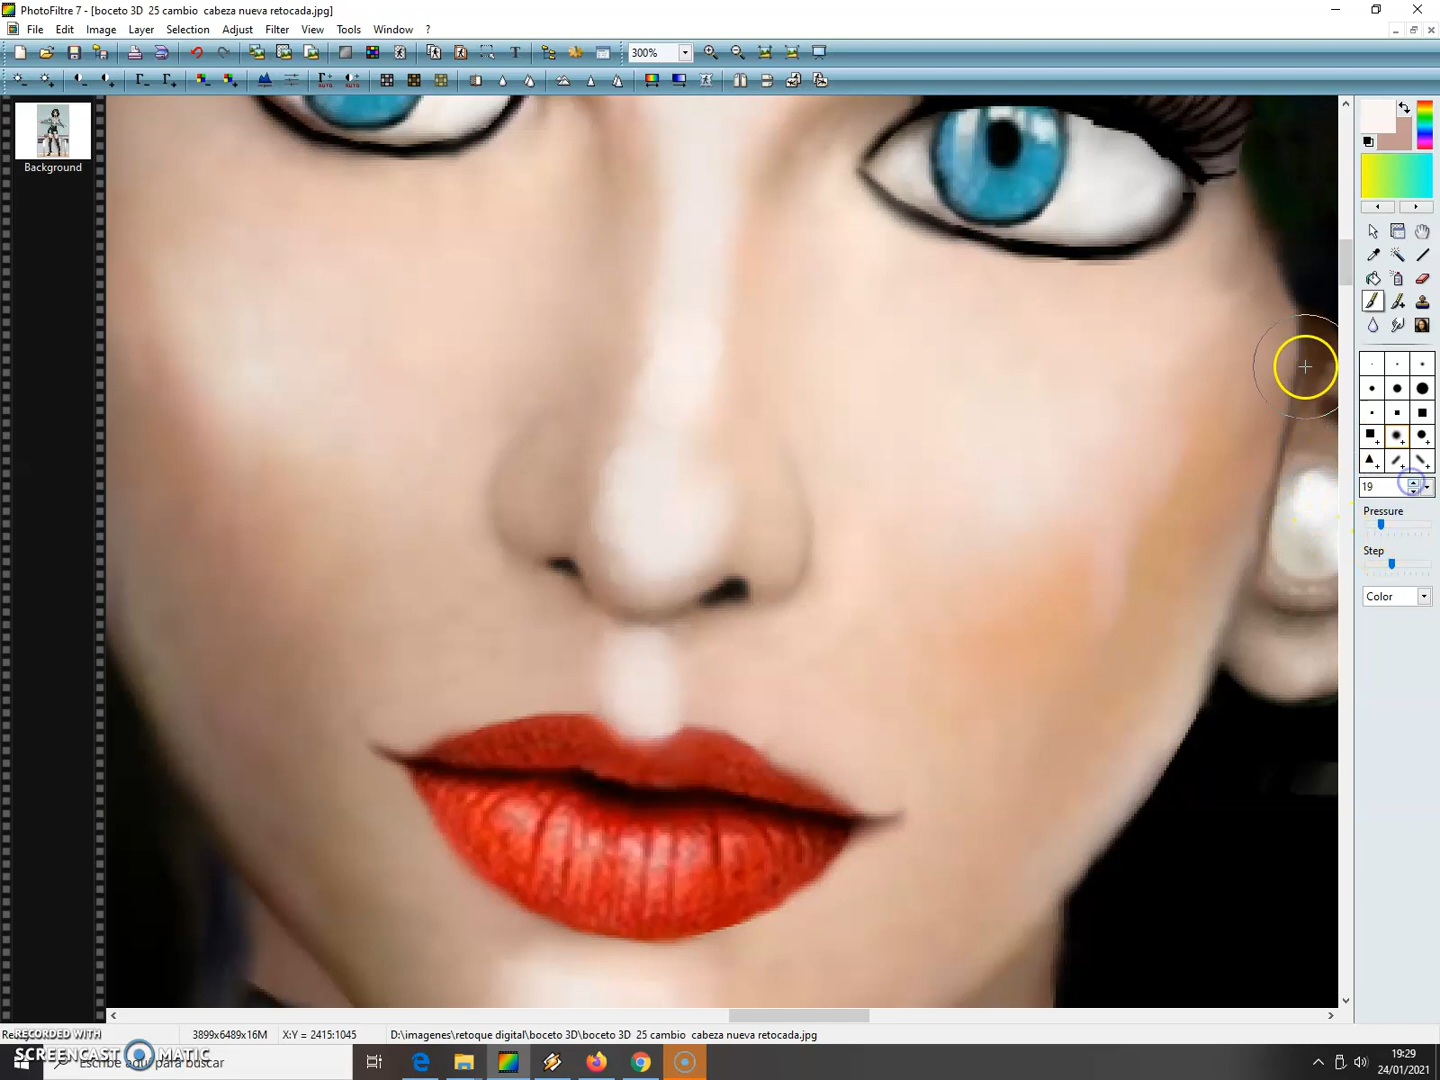 PhotoFiltre 7 - [boceto 3D  25 cambio  cabeza nueva retocada.jpg]
File Edit Image Layer Selection Adjust Filter View Tools Window ?
300%
AUTO AUTO
Background
19
Pressure
Step
Color
RECORDED WITH
SCREENCAST MATIC
3899x6489x16M
X:Y = 2415:1045
D:\imagenes\retoque digital\boceto 3D\boceto 3D  25 cambio  cabeza nueva retocada.jpg
Escribe aquí para buscar
19:29
24/01/2021